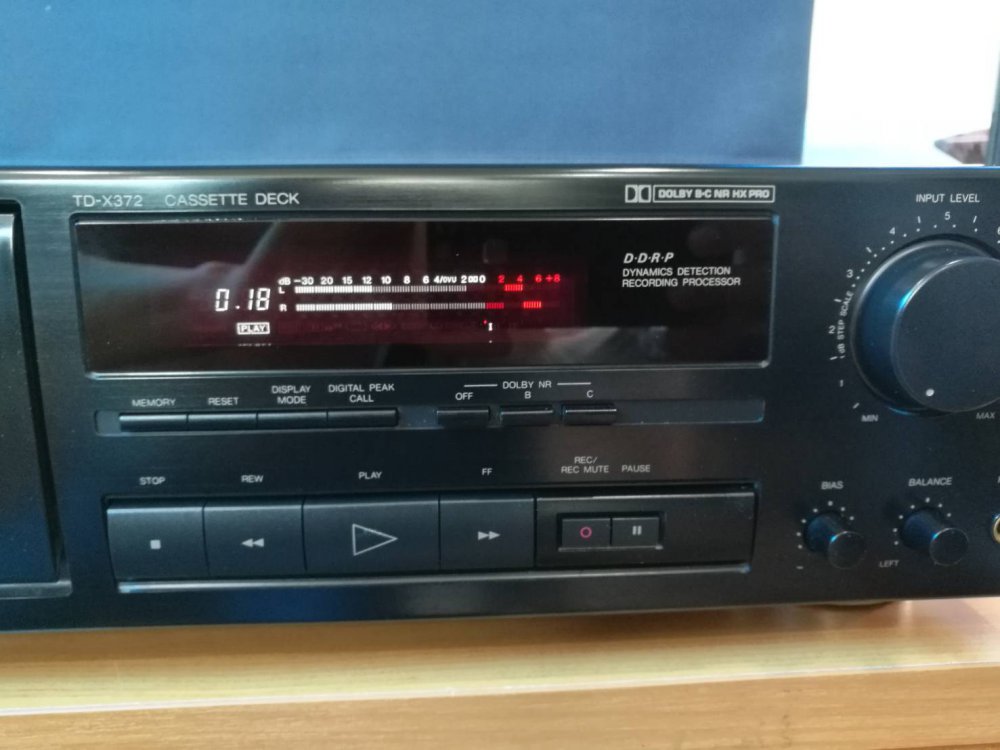 TD-X372 CASSETTE DECK
DOLBY B·C NR HX PRO
INPUT LEVEL
D·D·R·P
DYNAMICS DETECTION
RECORDING PROCESSOR
dB -30 20 15 12 10 8 6 4/0VU 2 0 2 4 6 +8
L
R
0.18
PLAY
1 2 3 4 5
dB STEP SCALE
MIN
MAX
MEMORY
RESET
DISPLAY
MODE
DIGITAL PEAK
CALL
DOLBY NR
OFF
B
C
STOP
REW
PLAY
FF
REC/
REC MUTE
PAUSE
BIAS
BALANCE
LEFT